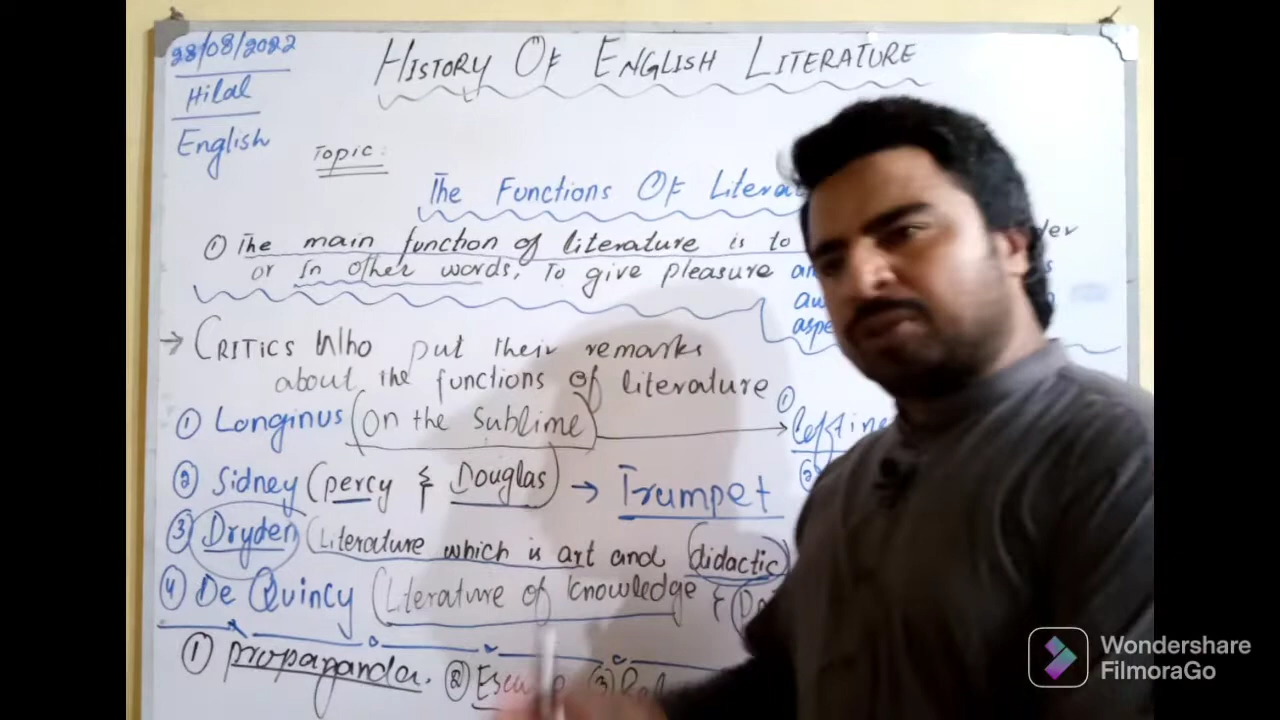 28/08/2022
Hilal
English
HISTORY OF ENGLISH LITERATURE
Topic:
The Functions OF
① The main function of literature is to
or In other words, To give pleasure
→ CRITICS Who put their remarks
about the functions of literature
① Longinus (On the Sublime) → ①
② Sidney (percy & Douglas) → Trumpet
③ Dryden (Literature which is art and didactic)
④ De Quincy (Literature of knowledge &
① propaganda. ②
Wondershare
FilmoraGo